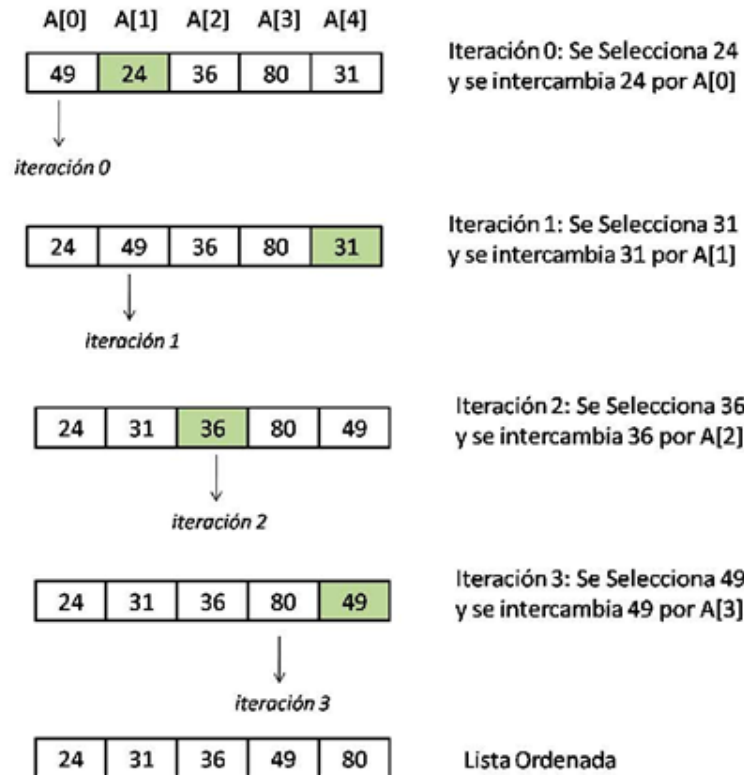 A[0] A[1] A[2] A[3] A[4]
49 24 36 80 31
Iteración 0: Se Selecciona 24
y se intercambia 24 por A[0]
iteración 0
24 49 36 80 31
Iteración 1: Se Selecciona 31
y se intercambia 31 por A[1]
iteración 1
24 31 36 80 49
Iteración 2: Se Selecciona 36
y se intercambia 36 por A[2]
iteración 2
24 31 36 80 49
Iteración 3: Se Selecciona 49
y se intercambia 49 por A[3]
iteración 3
24 31 36 49 80
Lista Ordenada